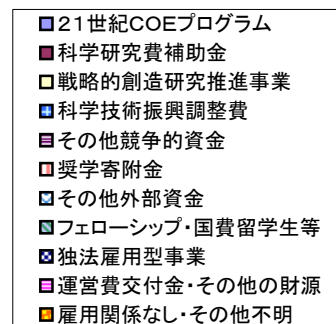 21世紀COEプログラム
科学研究費補助金
戦略的創造研究推進事業
科学技術振興調整費
その他競争的資金
奨学寄附金
その他外部資金
フェローシップ・国費留学生等
独法雇用型事業
運営費交付金・その他の財源
雇用関係なし・その他不明